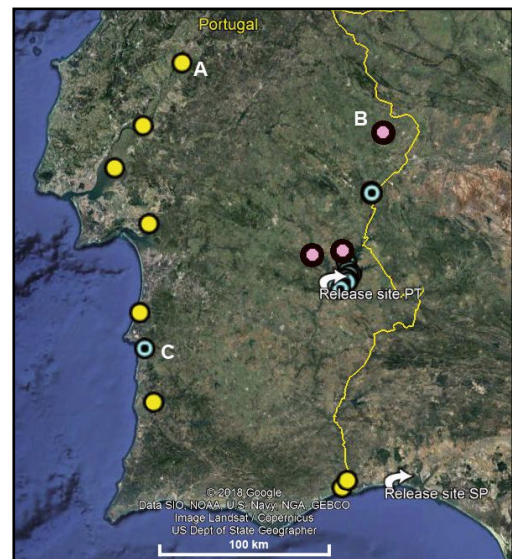 Portugal
A
B
Release site PT
C
© 2018 Google
Data SIO, NOAA, U.S. Navy, NGA, GEBCO
Image Landsat / Copernicus
US Dept of State Geographer
Release site SP
100 km